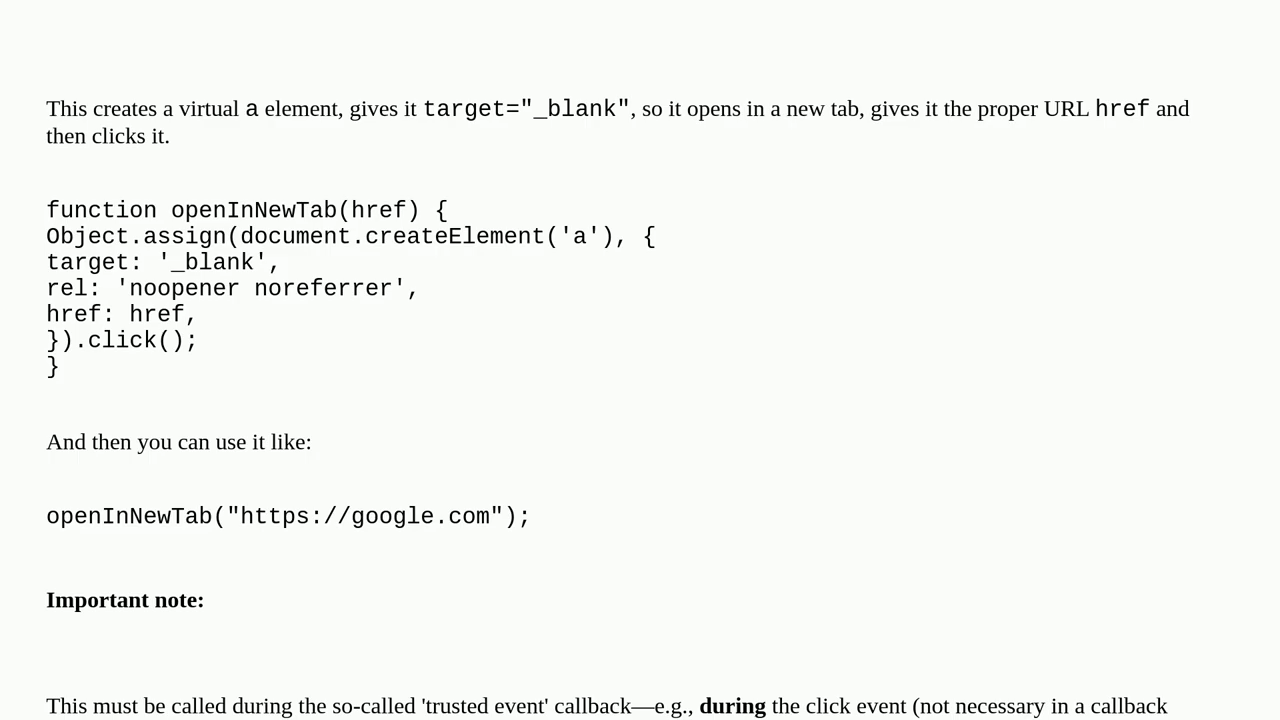 This creates a virtual a element, gives it target="_blank", so it opens in a new tab, gives it the proper URL href and
then clicks it.
function openInNewTab(href) {
Object.assign(document.createElement('a'), {
target: '_blank',
rel: 'noopener noreferrer',
href: href,
}).click();
}
And then you can use it like:
openInNewTab("https://google.com");
Important note:
This must be called during the so-called 'trusted event' callback—e.g., during the click event (not necessary in a callback